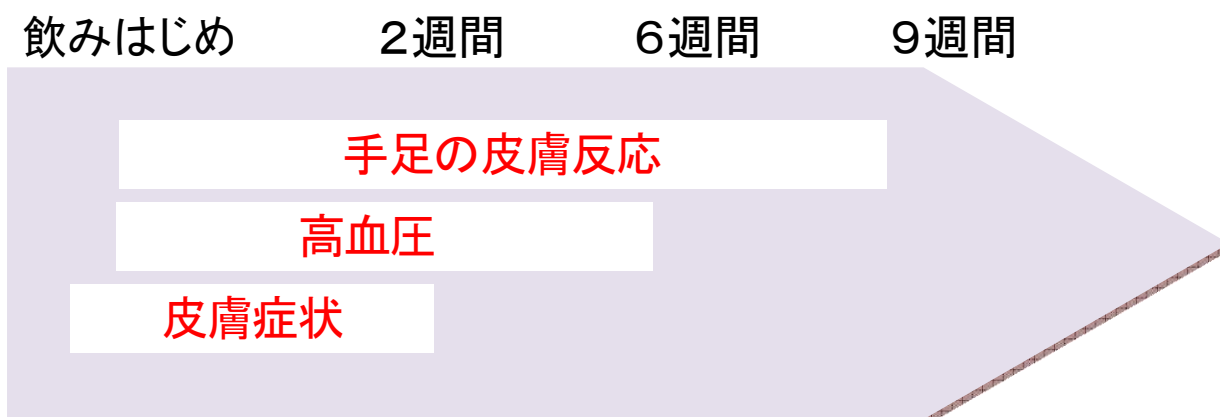 飲みはじめ　２週間　６週間　９週間
手足の皮膚反応
高血圧
皮膚症状